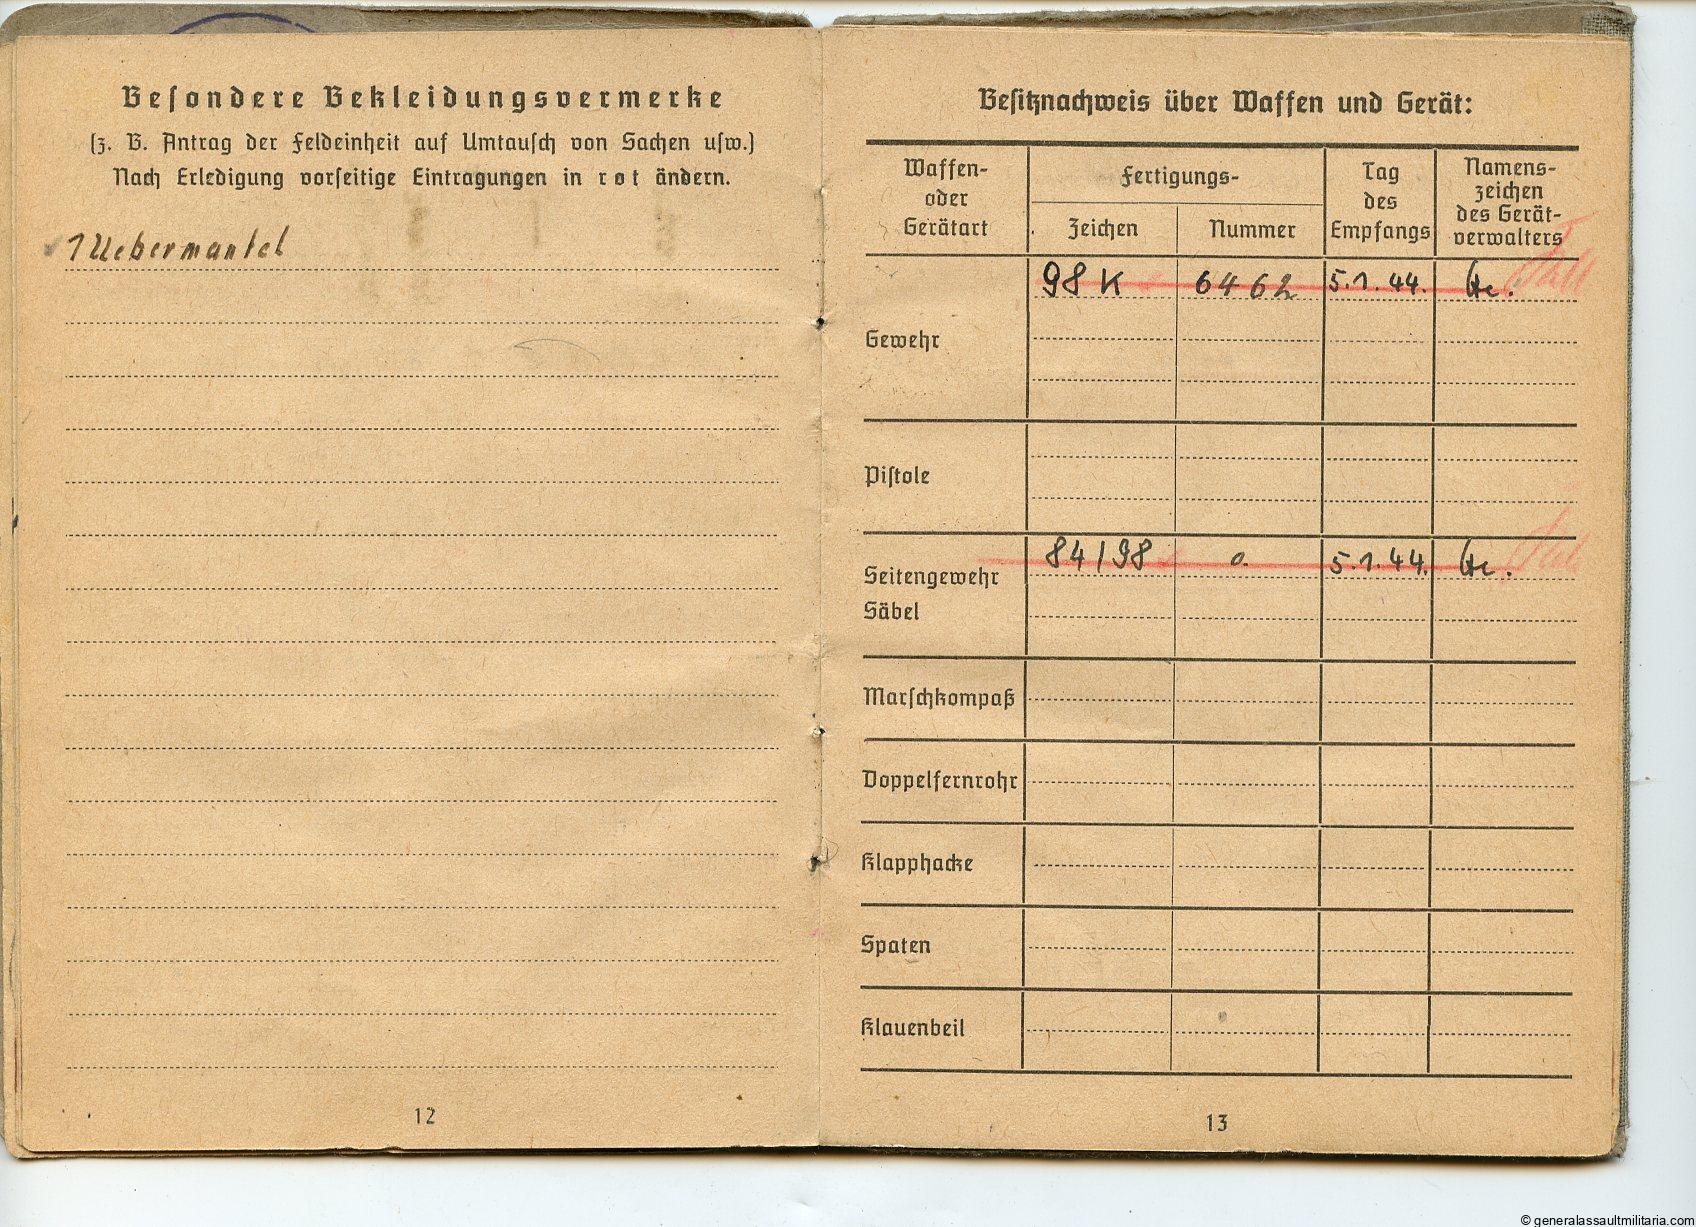 Besondere Bekleidungsvermerke
(z. B. Antrag der Feldeinheit auf Umtausch von Sachen usw.)
Nach Erledigung vorseitige Eintragungen in rot ändern.
1 Uebermantel
12
Besitznachweis über Waffen und Gerät:
Waffen- oder Gerätart
Fertigungs-
Zeichen
Nummer
Tag des Empfangs
Namens-zeichen des Gerät-verwalters
Gewehr
98 K 6462 5.1.44.
Pistole
Seitengewehr
Säbel
84/98 o. 5.1.44.
Marschkompaß
Doppelfernrohr
Klapphacke
Spaten
Klauenbeil
13
© generalassaultmilitaria.com